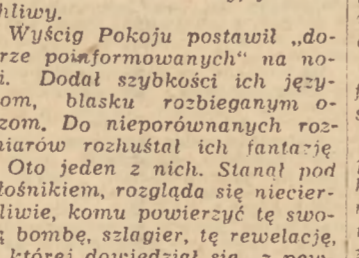 hliwy.
Wyścig Pokoju postawił „do-
rze poinformowanych" na no-
i. Dodał szybkości ich języ-
om, blasku rozbieganym o-
zom. Do nieporównanych roz-
miarów rozhuśtał ich fantazję
Oto jeden z nich. Stanął pod
łośnikiem, rozgląda się niecier-
liwie, komu powierzyć tę swo-
ą bombę, szlagier, tę rewelację,
której dowiedział się